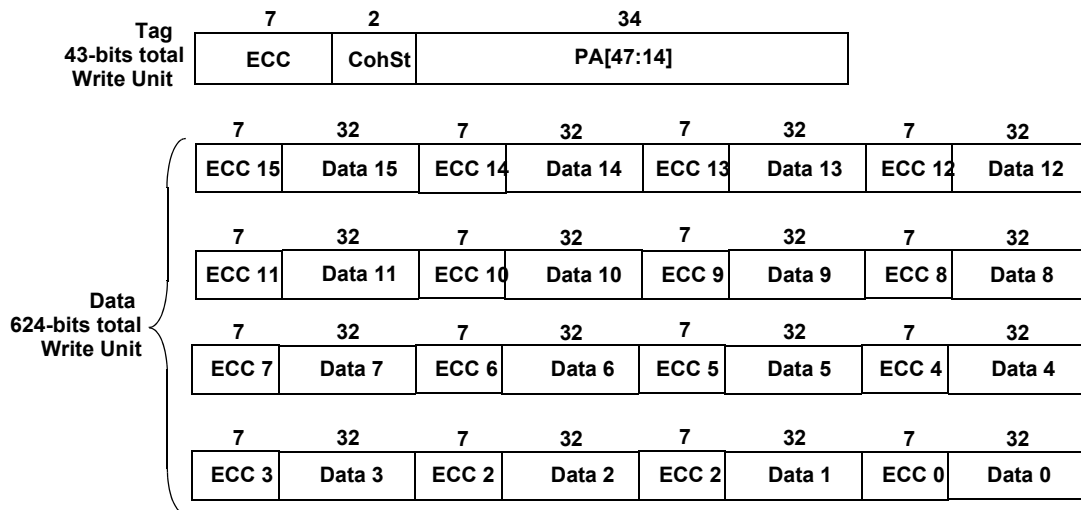 7 2 34
Tag
43-bits total
Write Unit
ECC CohSt PA[47:14]
7 32 7 32 7 32 7 32
ECC 15 Data 15 ECC 14 Data 14 ECC 13 Data 13 ECC 12 Data 12
7 32 7 32 7 32 7 32
ECC 11 Data 11 ECC 10 Data 10 ECC 9 Data 9 ECC 8 Data 8
Data
624-bits total
Write Unit
7 32 7 32 7 32 7 32
ECC 7 Data 7 ECC 6 Data 6 ECC 5 Data 5 ECC 4 Data 4
7 32 7 32 7 32 7 32
ECC 3 Data 3 ECC 2 Data 2 ECC 2 Data 1 ECC 0 Data 0